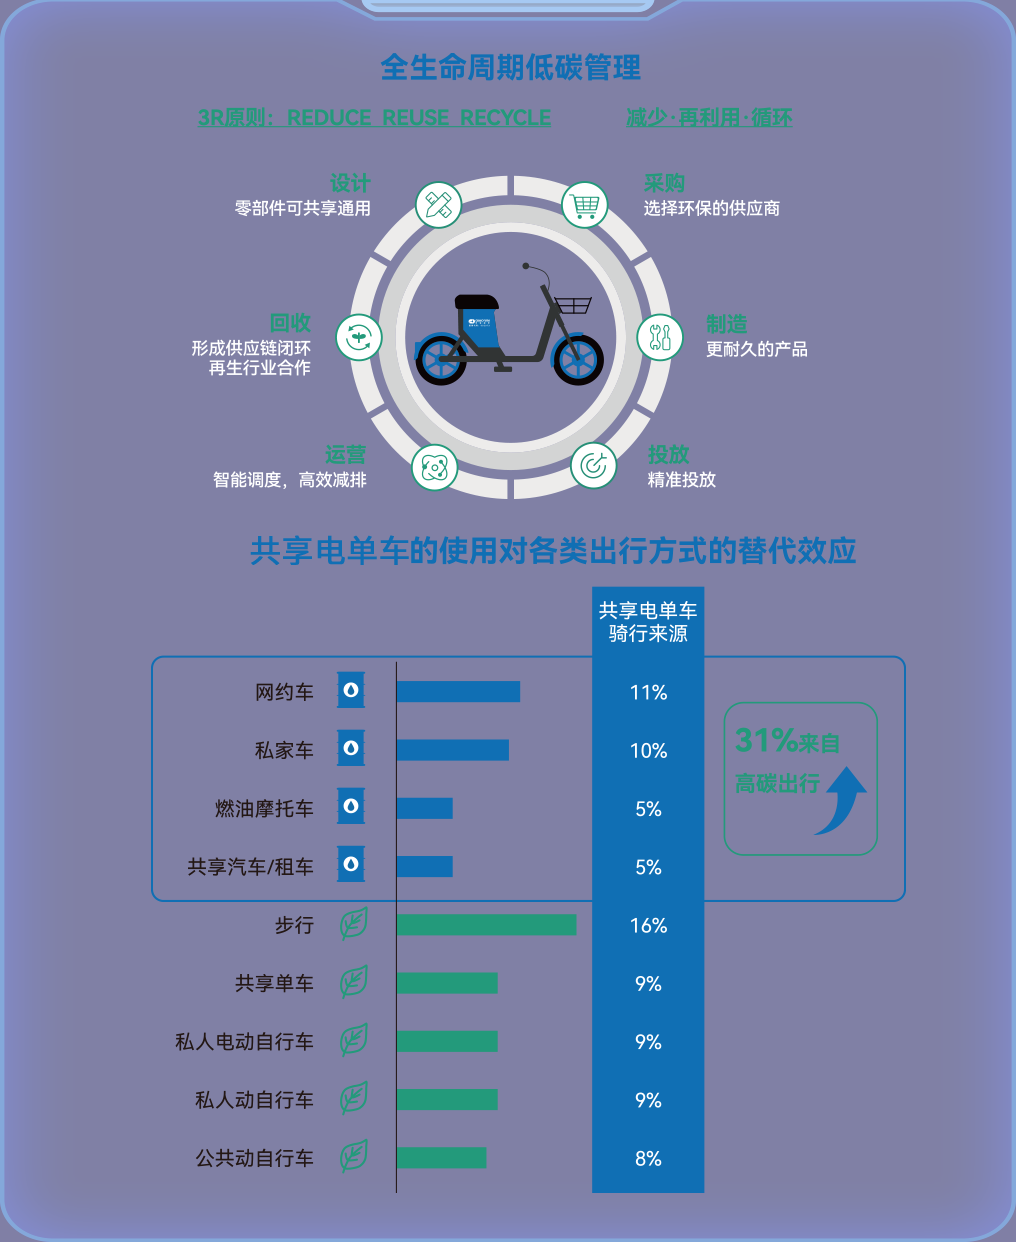 全生命周期低碳管理
3R原则：REDUCE REUSE RECYCLE 减少·再利用·循环
设计
零部件可共享通用
采购
选择环保的供应商
回收
形成供应链闭环
再生行业合作
制造
更耐久的产品
运营
智能调度，高效减排
投放
精准投放
共享电单车的使用对各类出行方式的替代效应
共享电单车
骑行来源
网约车 11%
私家车 10%
燃油摩托车 5%
共享汽车/租车 5%
31%来自
高碳出行
步行 16%
共享单车 9%
私人电动自行车 9%
私人动自行车 9%
公共动自行车 8%